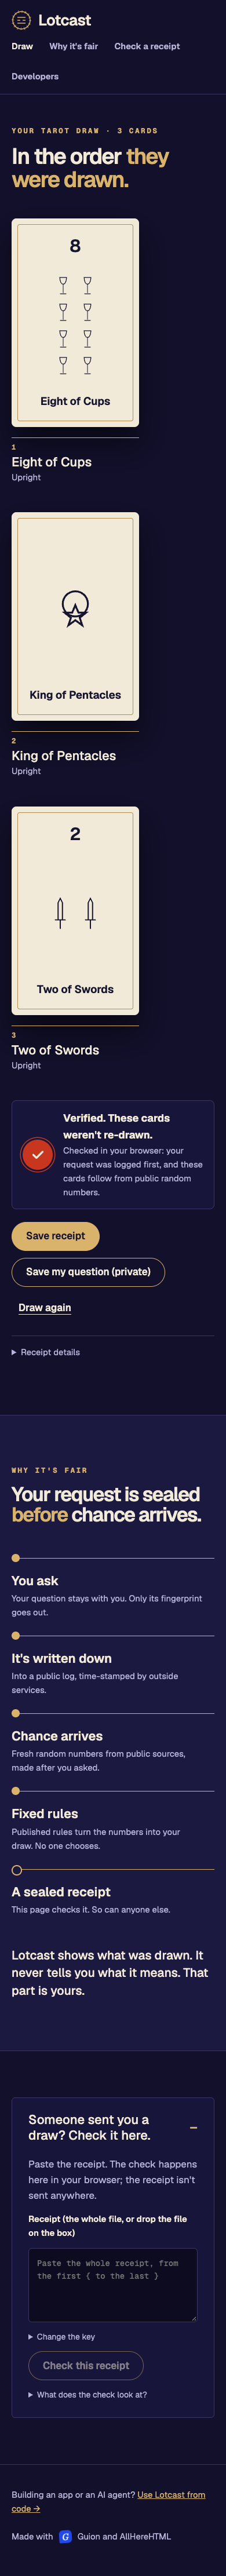 Lotcast
Draw Why it's fair Check a receipt
Developers
YOUR TAROT DRAW · 3 CARDS
In the order they
were drawn.
8
Eight of Cups
1
Eight of Cups
Upright
King of Pentacles
2
King of Pentacles
Upright
2
Two of Swords
3
Two of Swords
Upright
Verified. These cards
weren't re-drawn.
Checked in your browser: your
request was logged first, and these
cards follow from public random
numbers.
Save receipt
Save my question (private)
Draw again
Receipt details
WHY IT'S FAIR
Your request is sealed
before chance arrives.
You ask
Your question stays with you. Only its fingerprint
goes out.
It's written down
Into a public log, time-stamped by outside
services.
Chance arrives
Fresh random numbers from public sources,
made after you asked.
Fixed rules
Published rules turn the numbers into your
draw. No one chooses.
A sealed receipt
This page checks it. So can anyone else.
Lotcast shows what was drawn. It
never tells you what it means. That
part is yours.
Someone sent you a
draw? Check it here.
Paste the receipt. The check happens
here in your browser; the receipt isn't
sent anywhere.
Receipt (the whole file, or drop the file
on the box)
Paste the whole receipt, from
the first { to the last }
Change the key
Check this receipt
What does the check look at?
Building an app or an AI agent? Use Lotcast from
code →
Made with G Guion and AllHereHTML